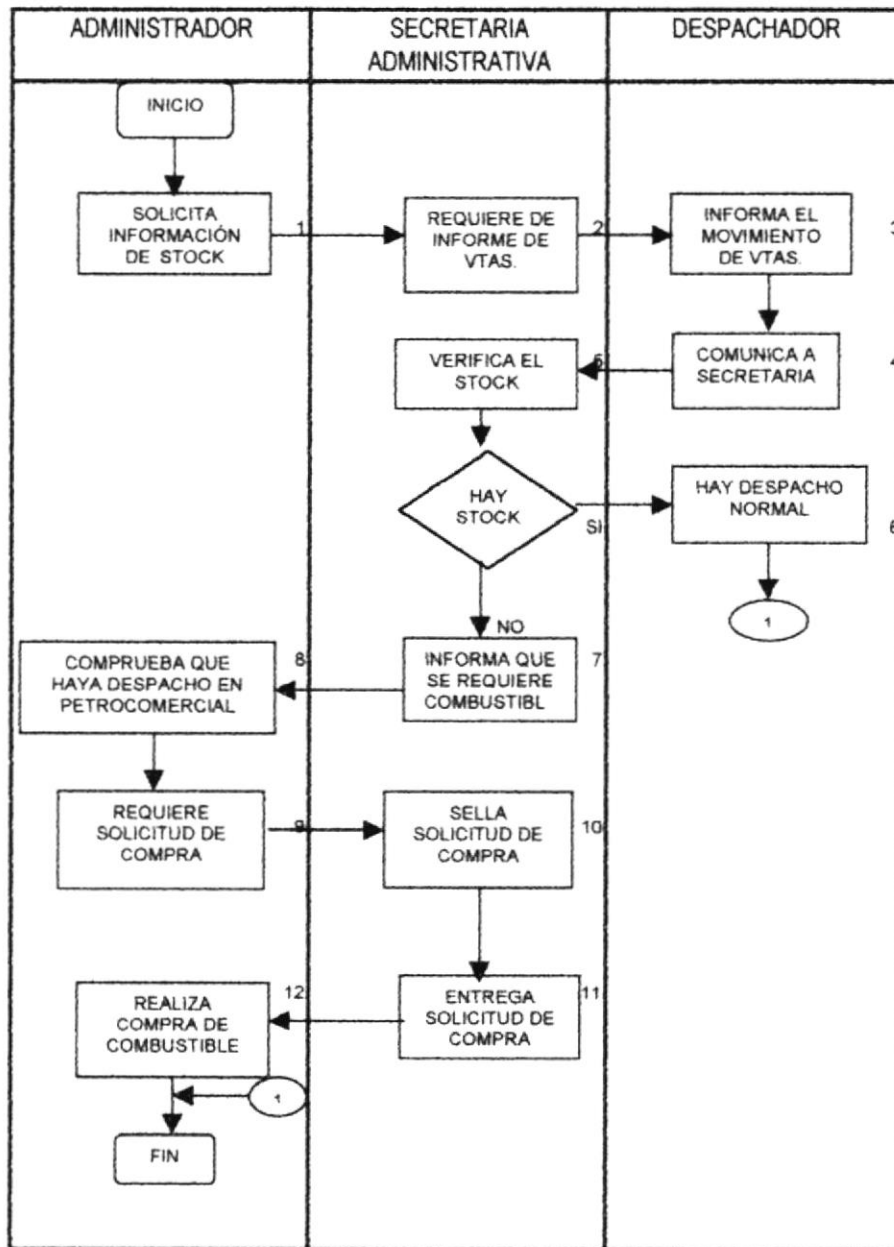 ADMINISTRADOR
SECRETARIA
ADMINISTRATIVA
DESPACHADOR
INICIO
SOLICITA
INFORMACIÓN
DE STOCK
1
REQUIERE DE
INFORME DE
VTAS.
2
INFORMA EL
MOVIMIENTO
DE VTAS.
3
VERIFICA EL
STOCK
5
COMUNICA A
SECRETARIA
4
HAY
STOCK
SI
HAY DESPACHO
NORMAL
6
1
NO
COMPRUEBA QUE
HAYA DESPACHO EN
PETROCOMERCIAL
8
INFORMA QUE
SE REQUIERE
COMBUSTIBL
7
REQUIERE
SOLICITUD DE
COMPRA
9
SELLA
SOLICITUD DE
COMPRA
10
REALIZA
COMPRA DE
COMBUSTIBLE
12
ENTREGA
SOLICITUD DE
COMPRA
11
1
FIN